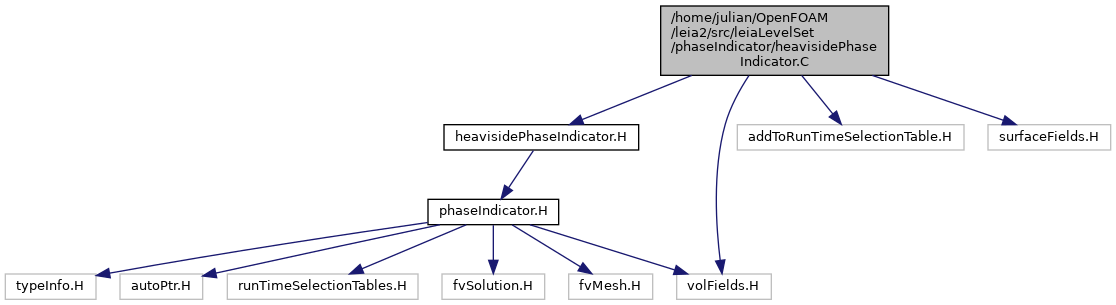 /home/julian/OpenFOAM
/leia2/src/leiaLevelSet
/phaseIndicator/heavisidePhase
Indicator.C
heavisidePhaseIndicator.H
addToRunTimeSelectionTable.H
surfaceFields.H
phaseIndicator.H
typeInfo.H
autoPtr.H
runTimeSelectionTables.H
fvSolution.H
fvMesh.H
volFields.H